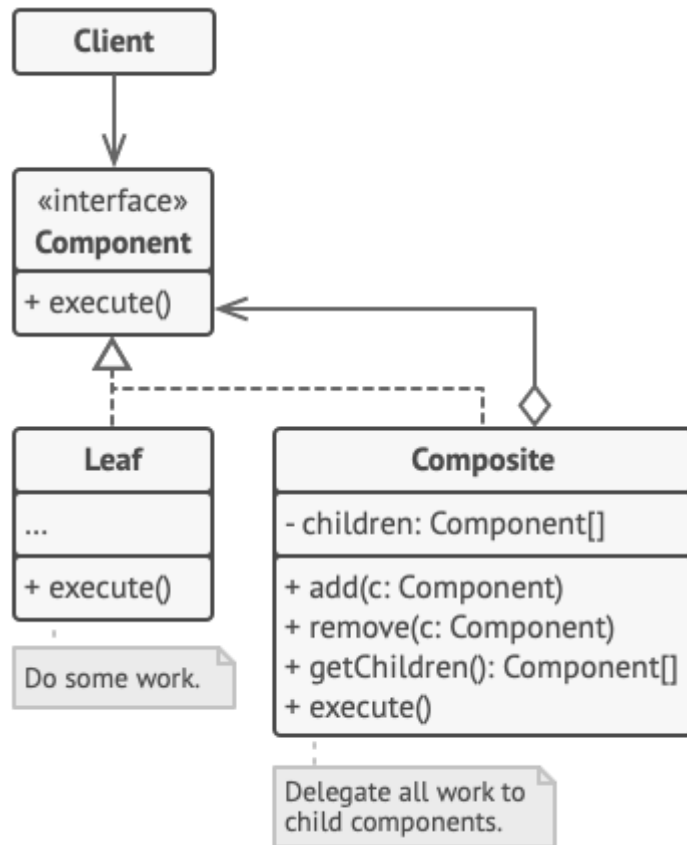 Client
«interface»
Component
+ execute()
Leaf
...
+ execute()
Do some work.
Composite
- children: Component[]
+ add(c: Component)
+ remove(c: Component)
+ getChildren(): Component[]
+ execute()
Delegate all work to
child components.